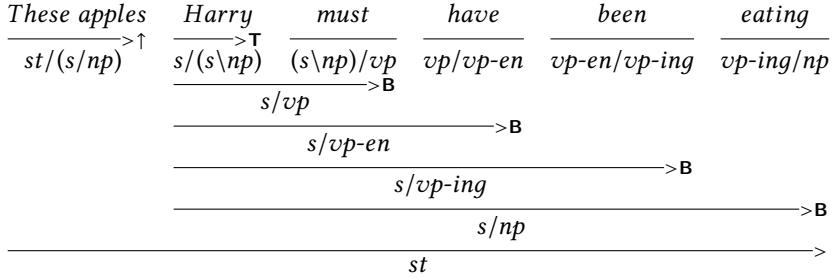 These apples Harry must have been eating
>↑ >T
st/(s/np) s/(s\np) (s\np)/vp vp/vp-en vp-en/vp-ing vp-ing/np
>B
s/vp
>B
s/vp-en
>B
s/vp-ing
>B
s/np
>
st